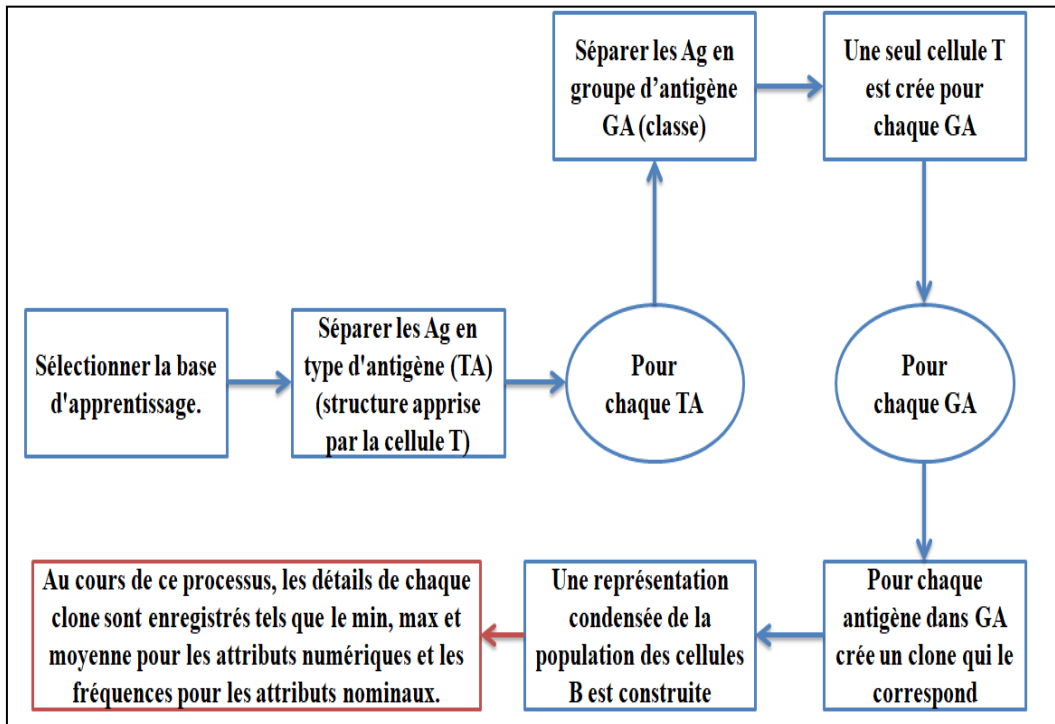 Sélectionner la base
d'apprentissage.
Séparer les Ag en
type d'antigène (TA)
(structure apprise
par la cellule T)
Pour
chaque TA
Séparer les Ag en
groupe d’antigène
GA (classe)
Une seul cellule T
est crée pour
chaque GA
Pour
chaque GA
Pour chaque
antigène dans GA
crée un clone qui le
correspond
Une représentation
condensée de la
population des cellules
B est construite
Au cours de ce processus, les détails de chaque
clone sont enregistrés tels que le min, max et
moyenne pour les attributs numériques et les
fréquences pour les attributs nominaux.